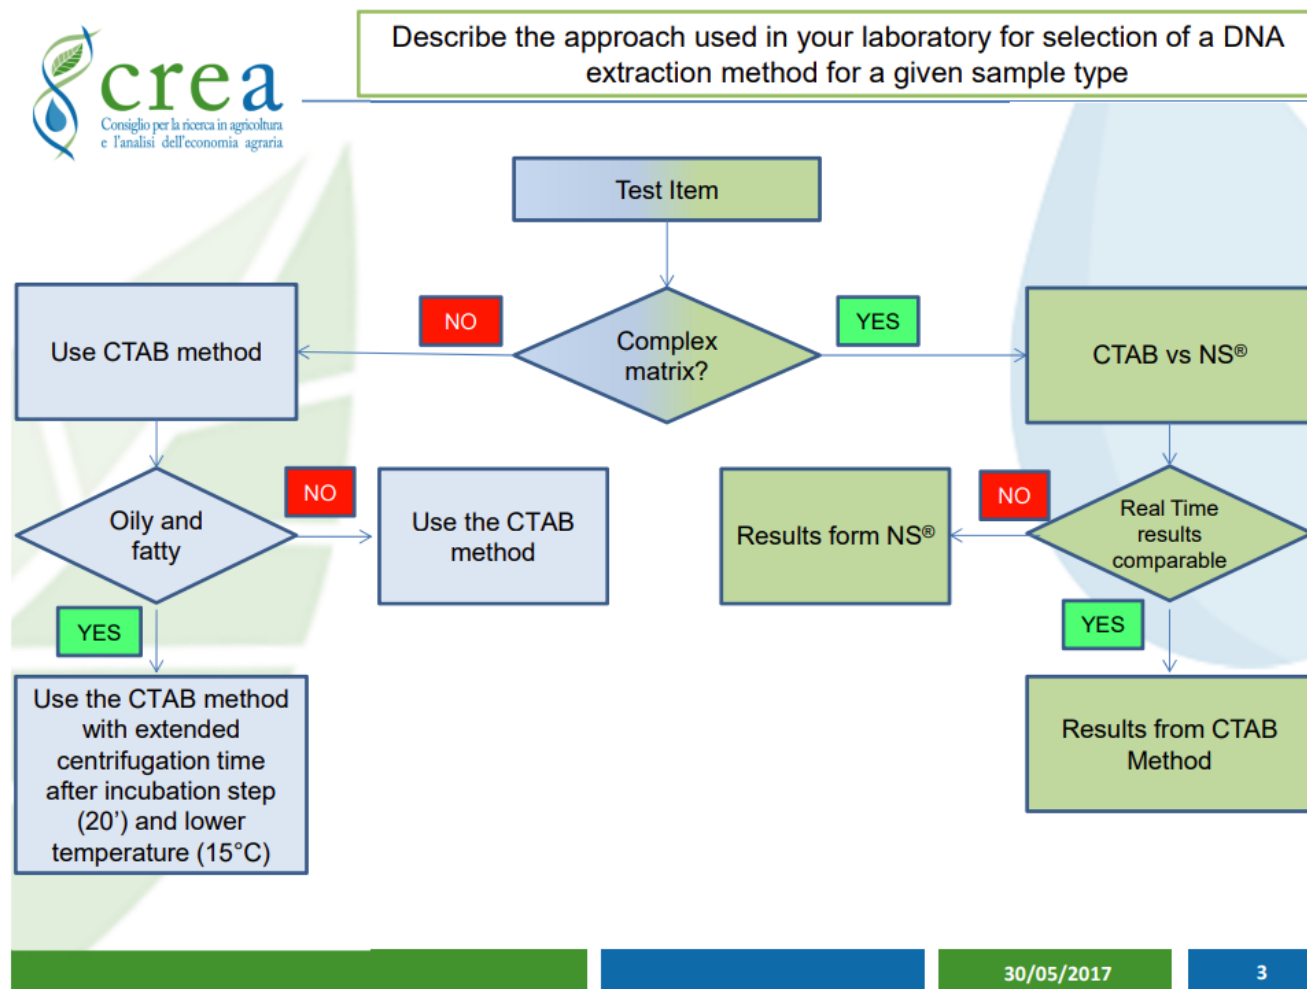 Describe the approach used in your laboratory for selection of a DNA
extraction method for a given sample type
crea
Consiglio per la ricerca in agricoltura
e l'analisi dell'economia agraria
Test Item
NO
YES
Use CTAB method
Complex
matrix?
CTAB vs NS®
Oily and
fatty
NO
Use the CTAB
method
Results form NS®
NO
Real Time
results
comparable
YES
YES
Use the CTAB method
with extended
centrifugation time
after incubation step
(20’) and lower
temperature (15°C)
Results from CTAB
Method
30/05/2017
3